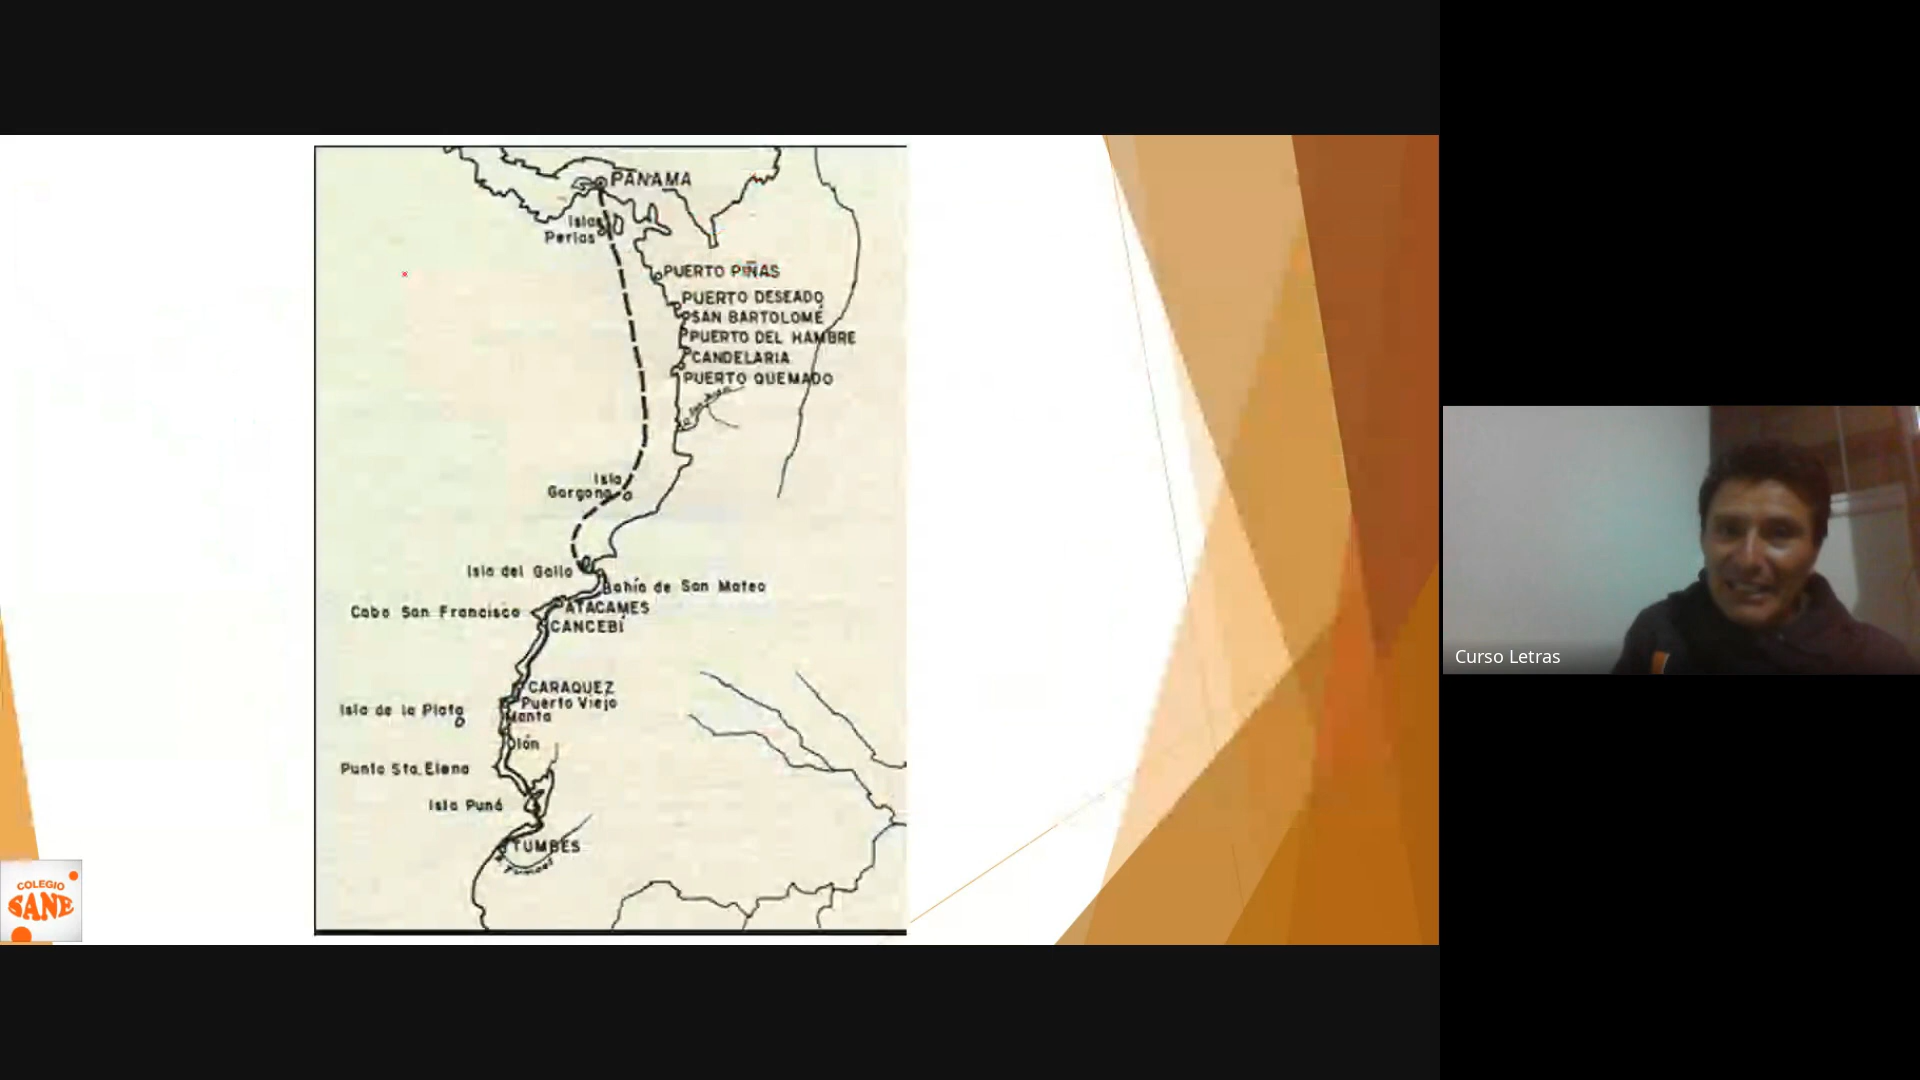 PANAMA
Islas
Perlas
PUERTO PIÑAS
PUERTO DESEADO
SAN BARTOLOMÉ
PUERTO DEL HAMBRE
CANDELARIA
PUERTO QUEMADO
Isla
Gorgona
Isla del Gallo
Bahía de San Mateo
Cabo San Francisco
ATACAMES
CANCEBÍ
CARAQUEZ
Puerto Viejo
Isla de la Plata
Manta
Olón
Punta Sta. Elena
Isla Puná
TUMBES
COLEGIO
SANE
Curso Letras